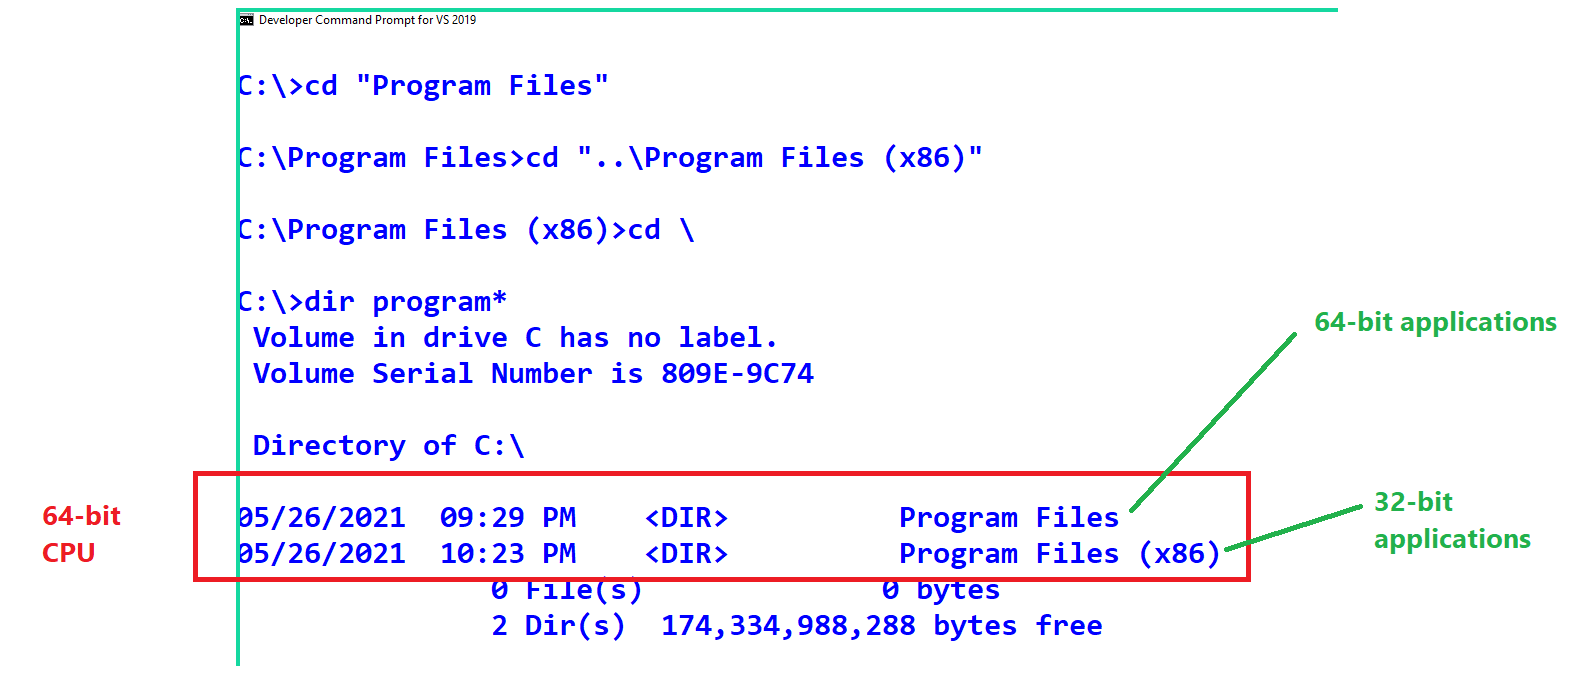 Developer Command Prompt for VS 2019
C:\>cd "Program Files"
C:\Program Files>cd "..\Program Files (x86)"
C:\Program Files (x86)>cd \
C:\>dir program*
Volume in drive C has no label.
Volume Serial Number is 809E-9C74
Directory of C:\
05/26/2021 09:29 PM <DIR> Program Files
05/26/2021 10:23 PM <DIR> Program Files (x86)
0 File(s) 0 bytes
2 Dir(s) 174,334,988,288 bytes free
64-bit
CPU
64-bit applications
32-bit
applications